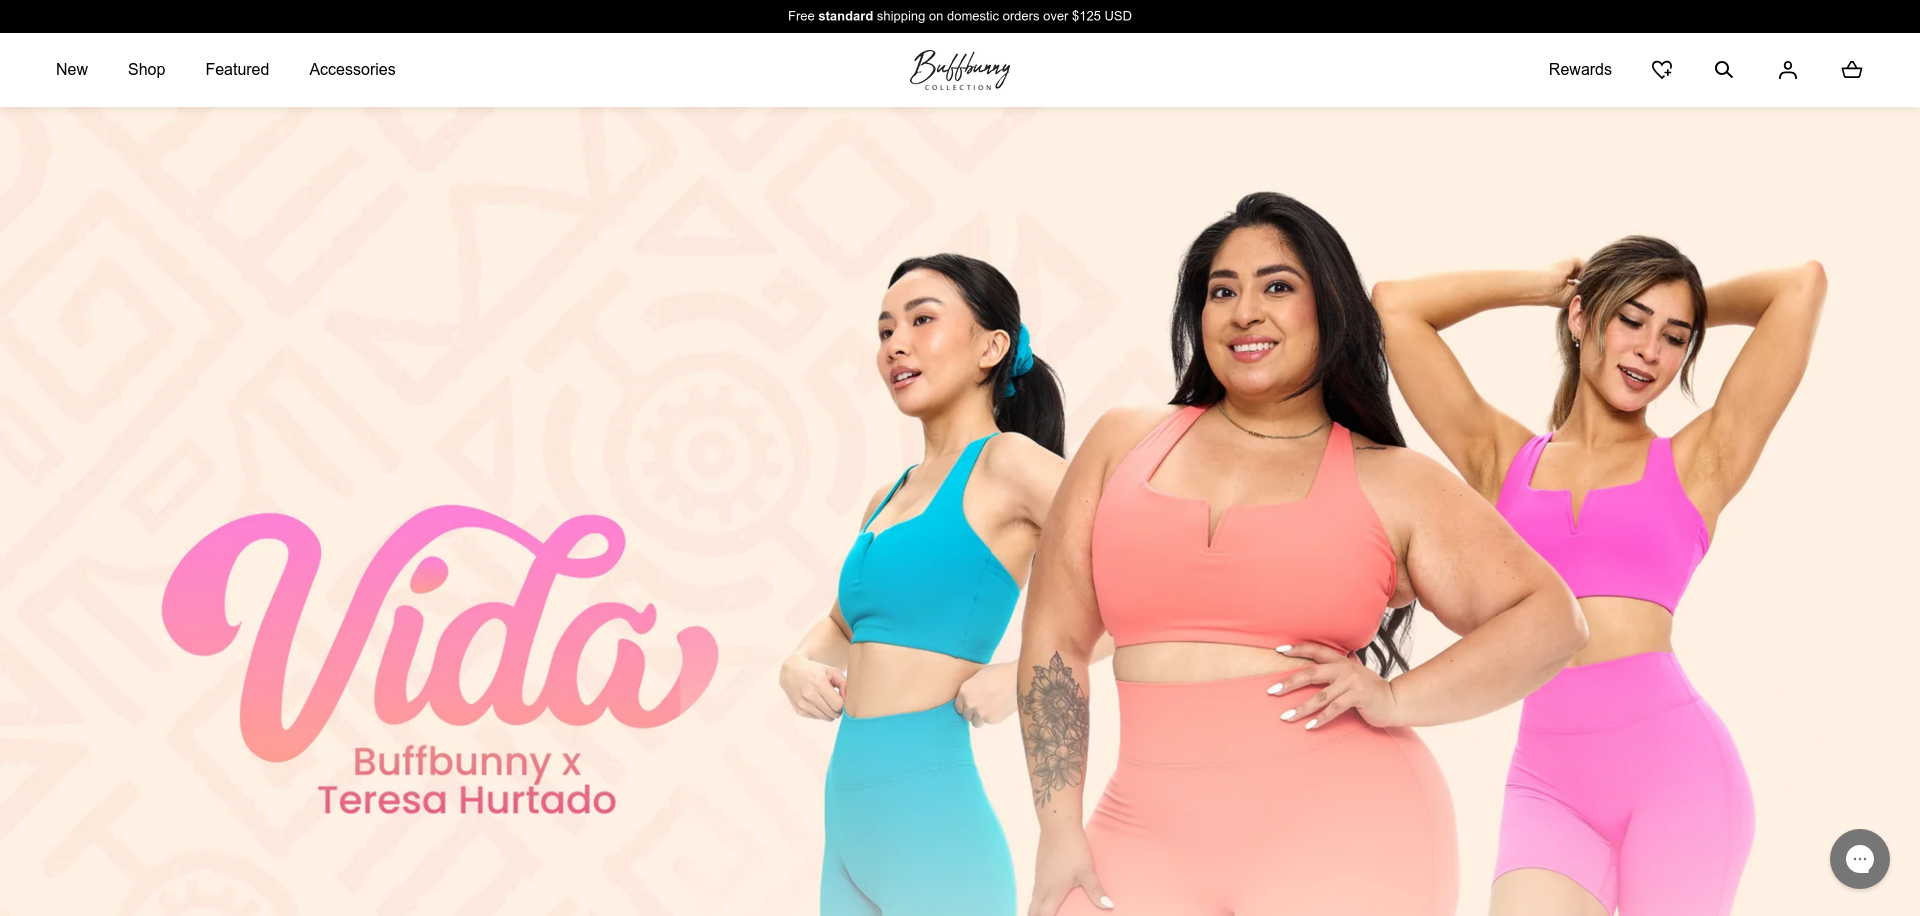 Free standard shipping on domestic orders over $125 USD
New Shop Featured Accessories
Buffbunny
COLLECTION
Rewards
Vida
Buffbunny x
Teresa Hurtado